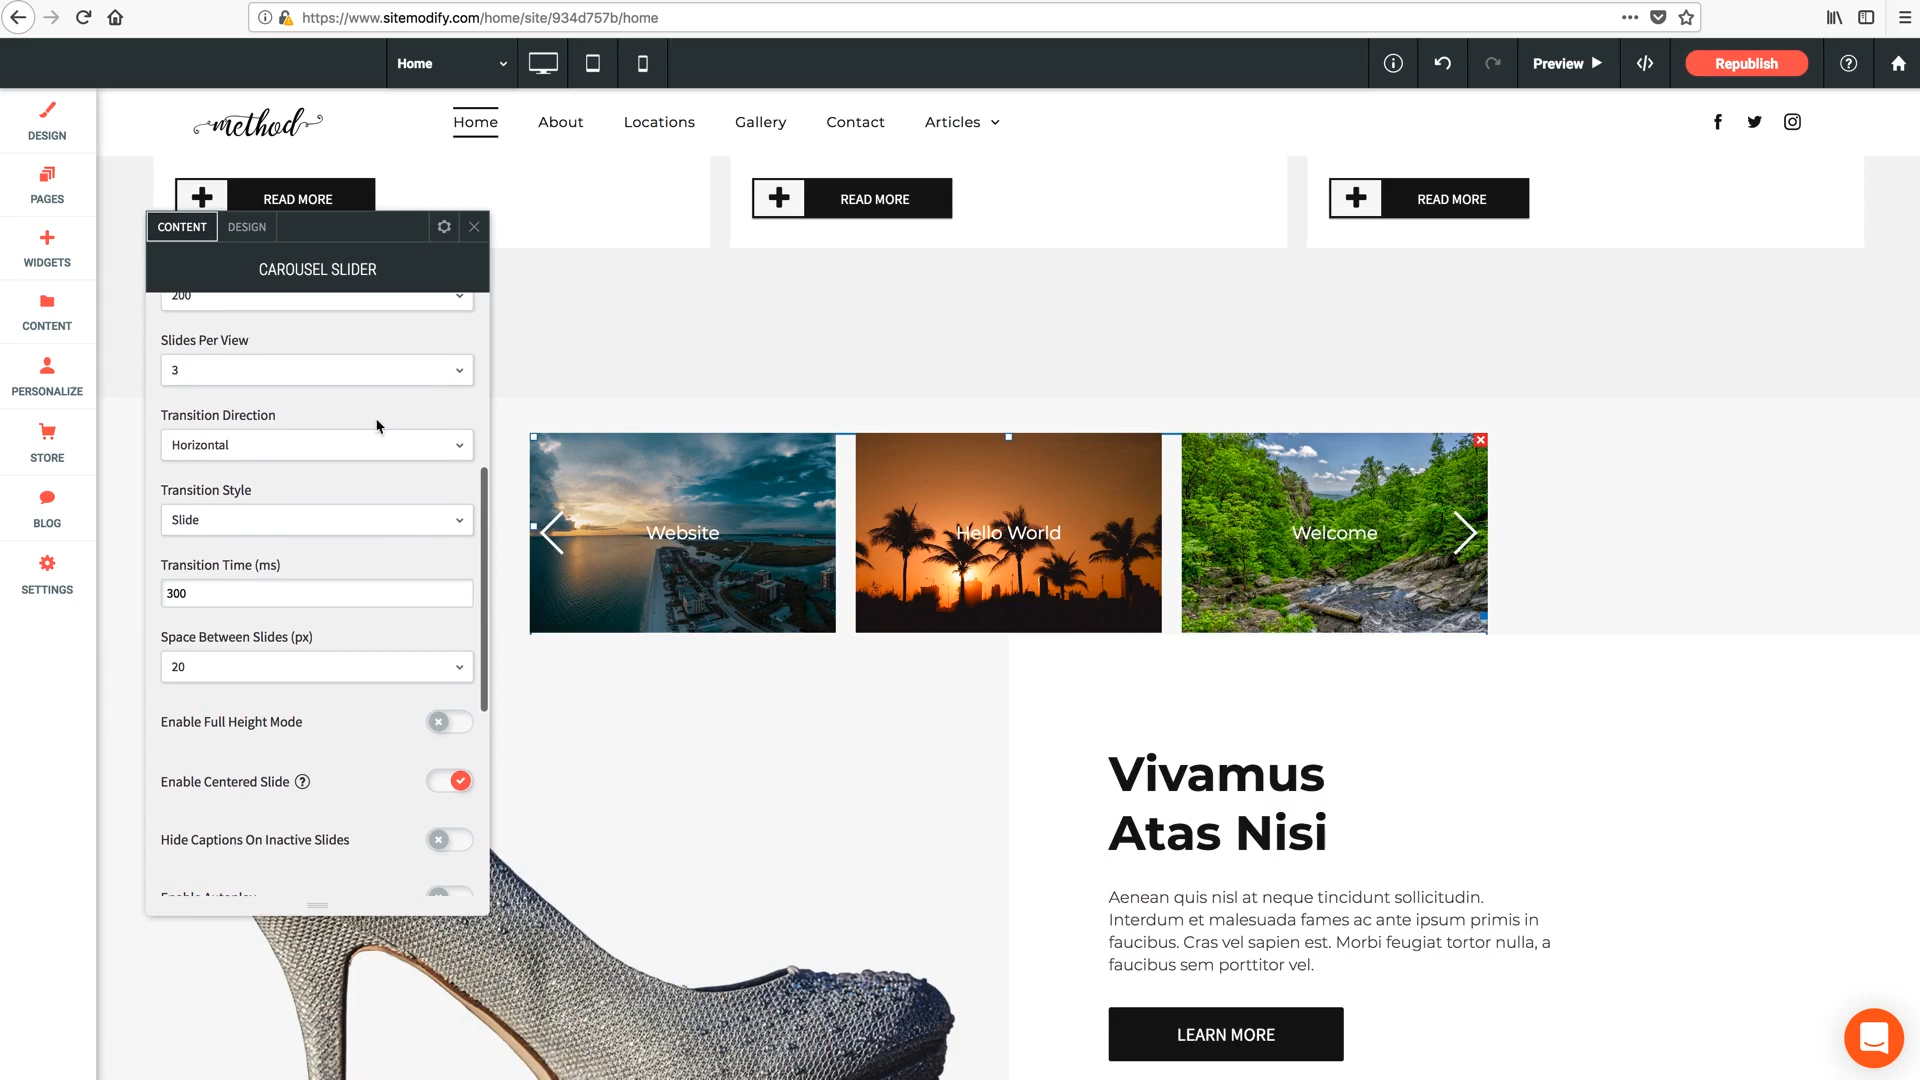 https://www.sitemodify.com/home/site/934d757b/home
Home
Preview
Republish
DESIGN
PAGES
WIDGETS
CONTENT
PERSONALIZE
STORE
BLOG
SETTINGS
method
Home About Locations Gallery Contact Articles
READ MORE
READ MORE
READ MORE
CONTENT DESIGN
CAROUSEL SLIDER
200
Slides Per View
3
Transition Direction
Horizontal
Transition Style
Slide
Transition Time (ms)
300
Space Between Slides (px)
20
Enable Full Height Mode
Enable Centered Slide
Hide Captions On Inactive Slides
Enable Autoplay
Website
Hello World
Welcome
Vivamus
Atas Nisi
Aenean quis nisl at neque tincidunt sollicitudin.
Interdum et malesuada fames ac ante ipsum primis in
faucibus. Cras vel sapien est. Morbi feugiat tortor nulla, a
faucibus sem porttitor vel.
LEARN MORE